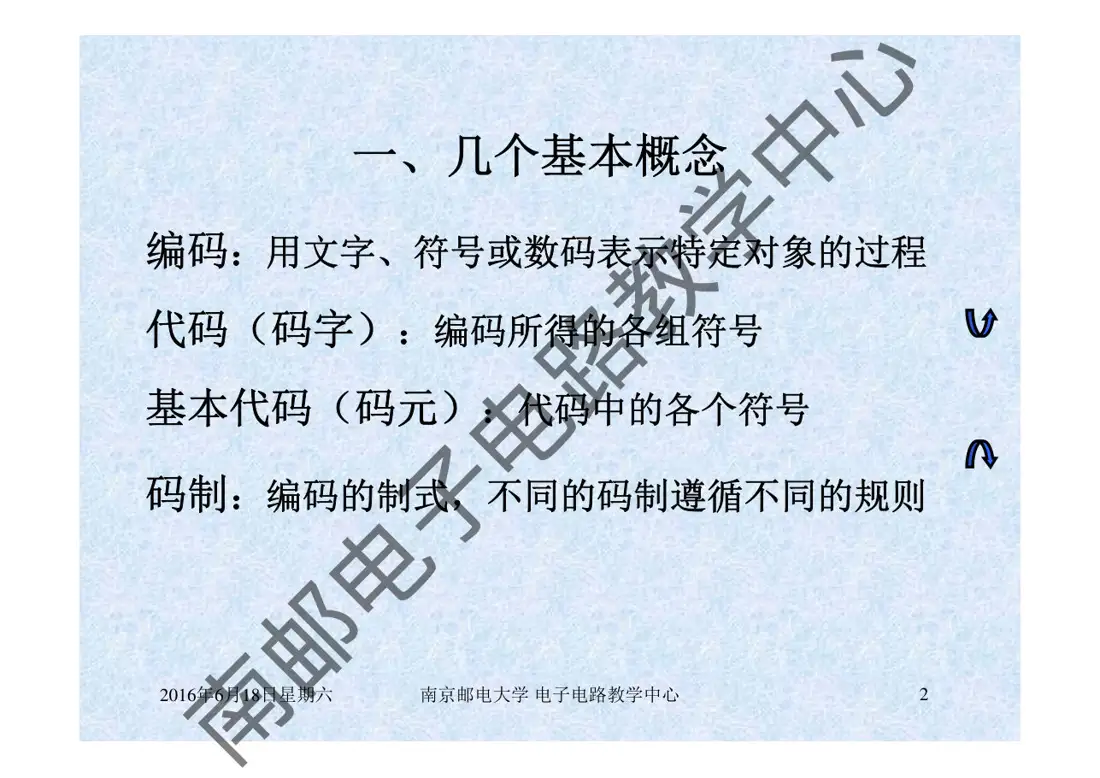 一、几个基本概念
编码：用文字、符号或数码表示特定对象的过程
代码（码字）：编码所得的各组符号
基本代码（码元）：代码中的各个符号
码制：编码的制式，不同的码制遵循不同的规则
南邮电子电路教学中心
2016年6月18日星期六 南京邮电大学 电子电路教学中心 2